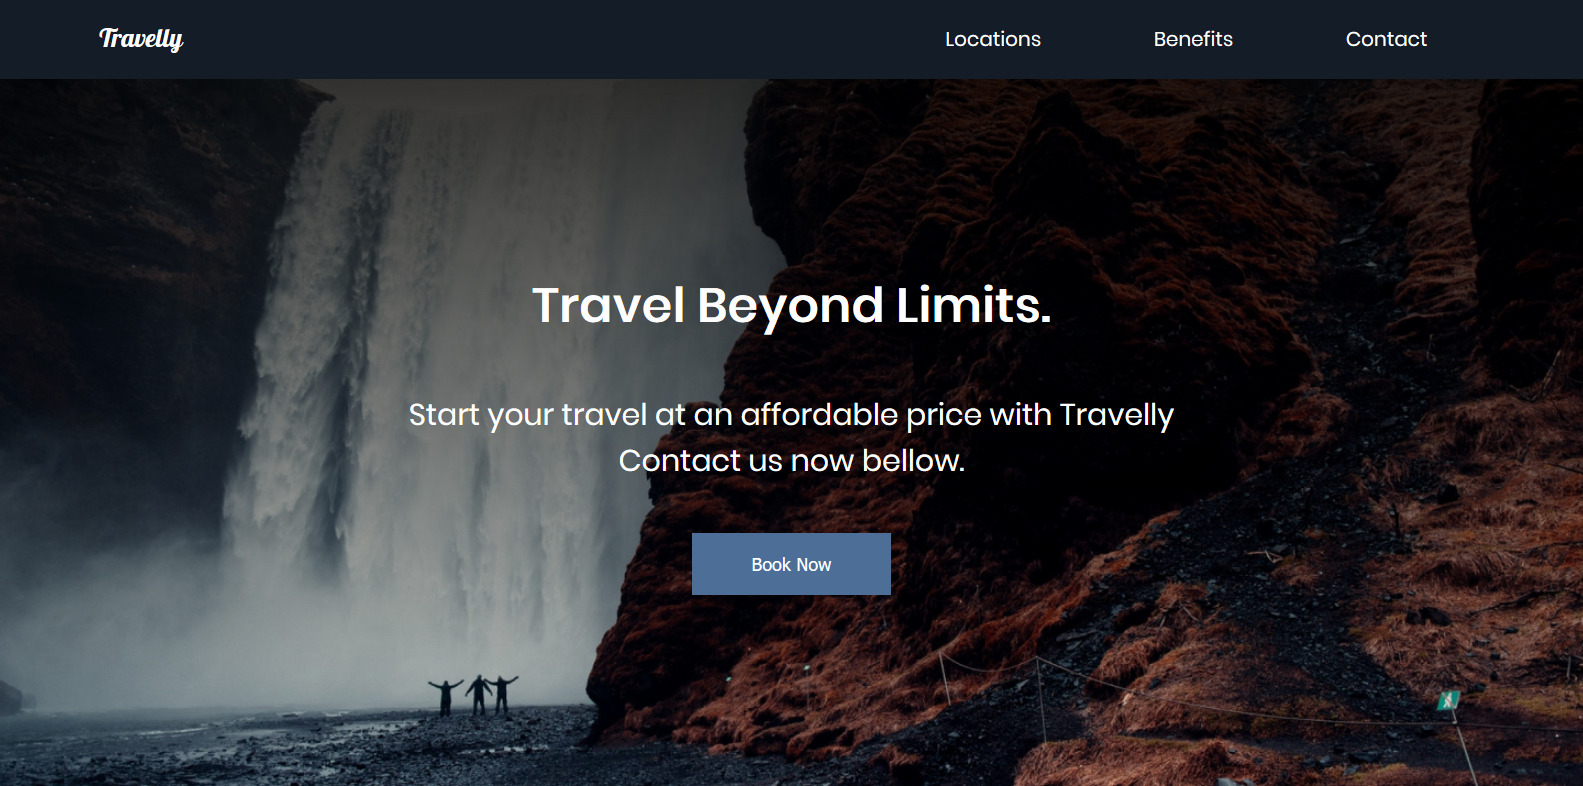 Travelly
Locations
Benefits
Contact
Travel Beyond Limits.
Start your travel at an affordable price with Travelly
Contact us now bellow.
Book Now